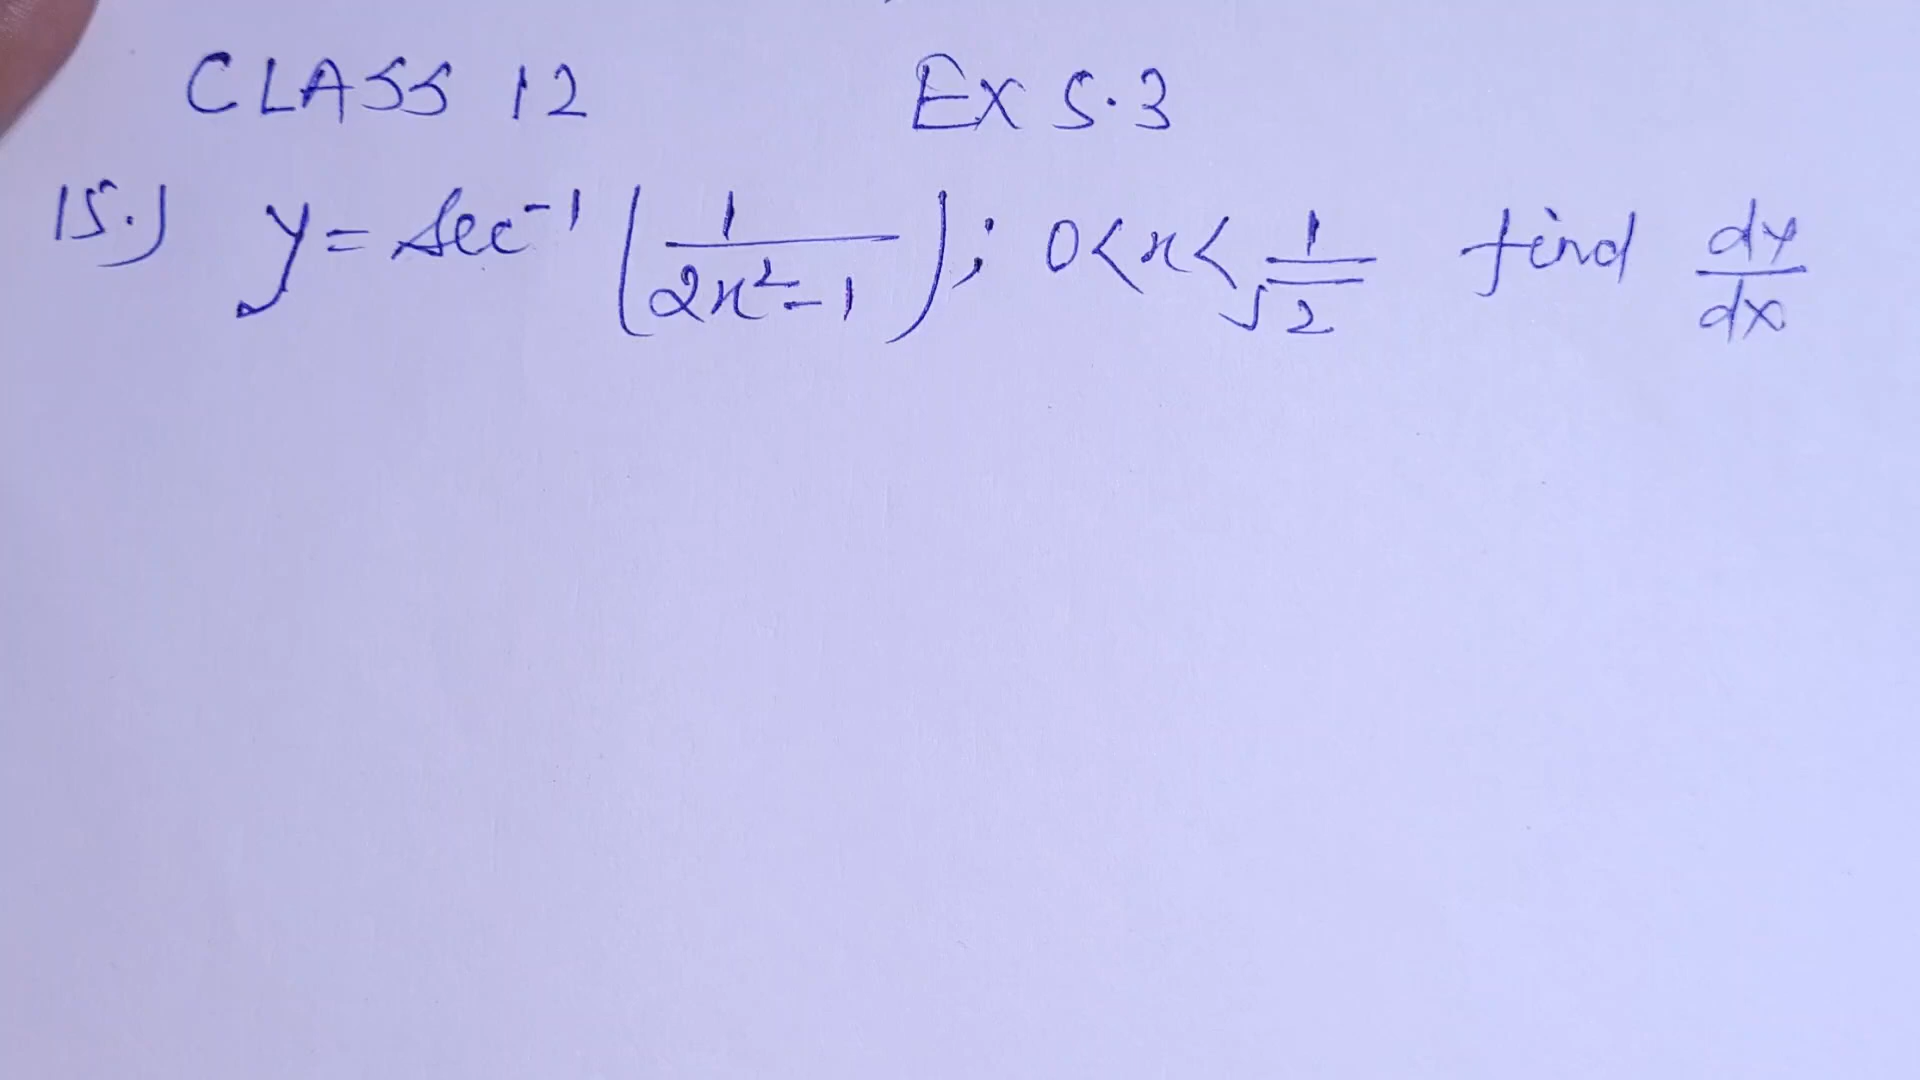 CLASS 12 EX 5.3
15.) y = sec⁻¹ (1/(2x²-1)); 0<x<1/√2 find dy/dx